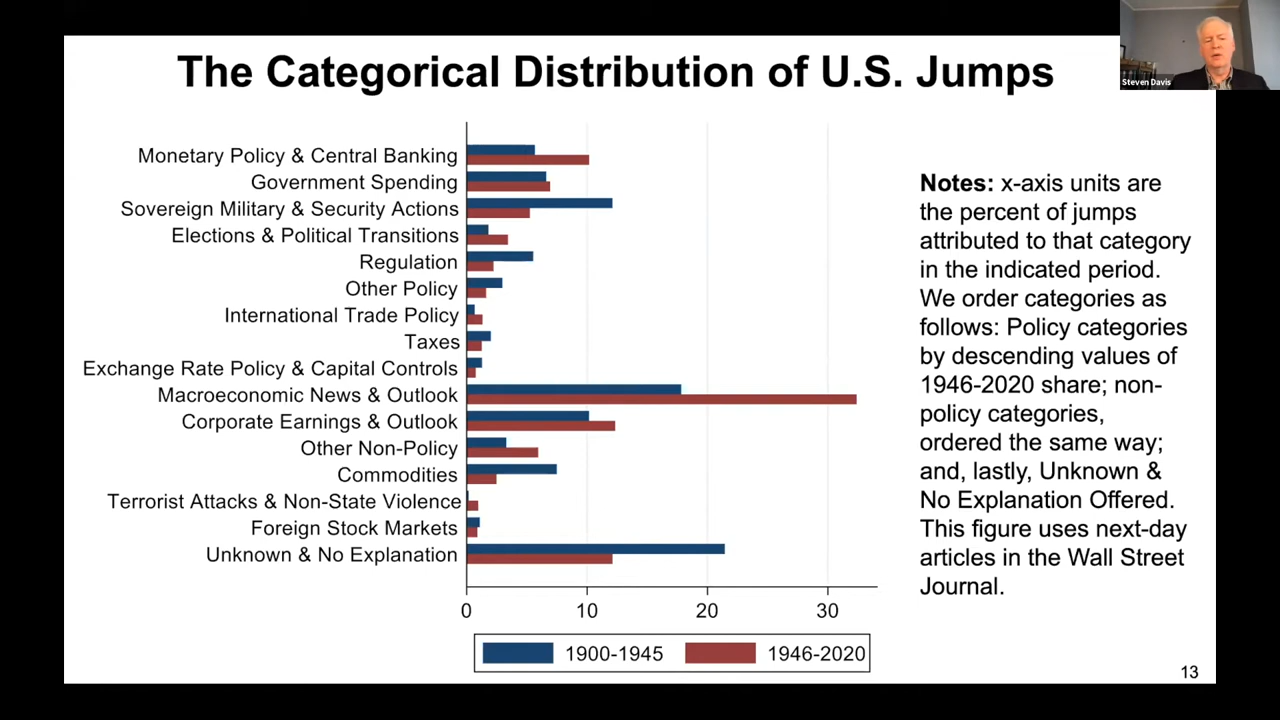 The Categorical Distribution of U.S. Jumps
Steven Davis
Monetary Policy & Central Banking
Government Spending
Sovereign Military & Security Actions
Elections & Political Transitions
Regulation
Other Policy
International Trade Policy
Taxes
Exchange Rate Policy & Capital Controls
Macroeconomic News & Outlook
Corporate Earnings & Outlook
Other Non-Policy
Commodities
Terrorist Attacks & Non-State Violence
Foreign Stock Markets
Unknown & No Explanation
0 10 20 30
1900-1945 1946-2020
Notes: x-axis units are
the percent of jumps
attributed to that category
in the indicated period.
We order categories as
follows: Policy categories
by descending values of
1946-2020 share; non-
policy categories,
ordered the same way;
and, lastly, Unknown &
No Explanation Offered.
This figure uses next-day
articles in the Wall Street
Journal.
13